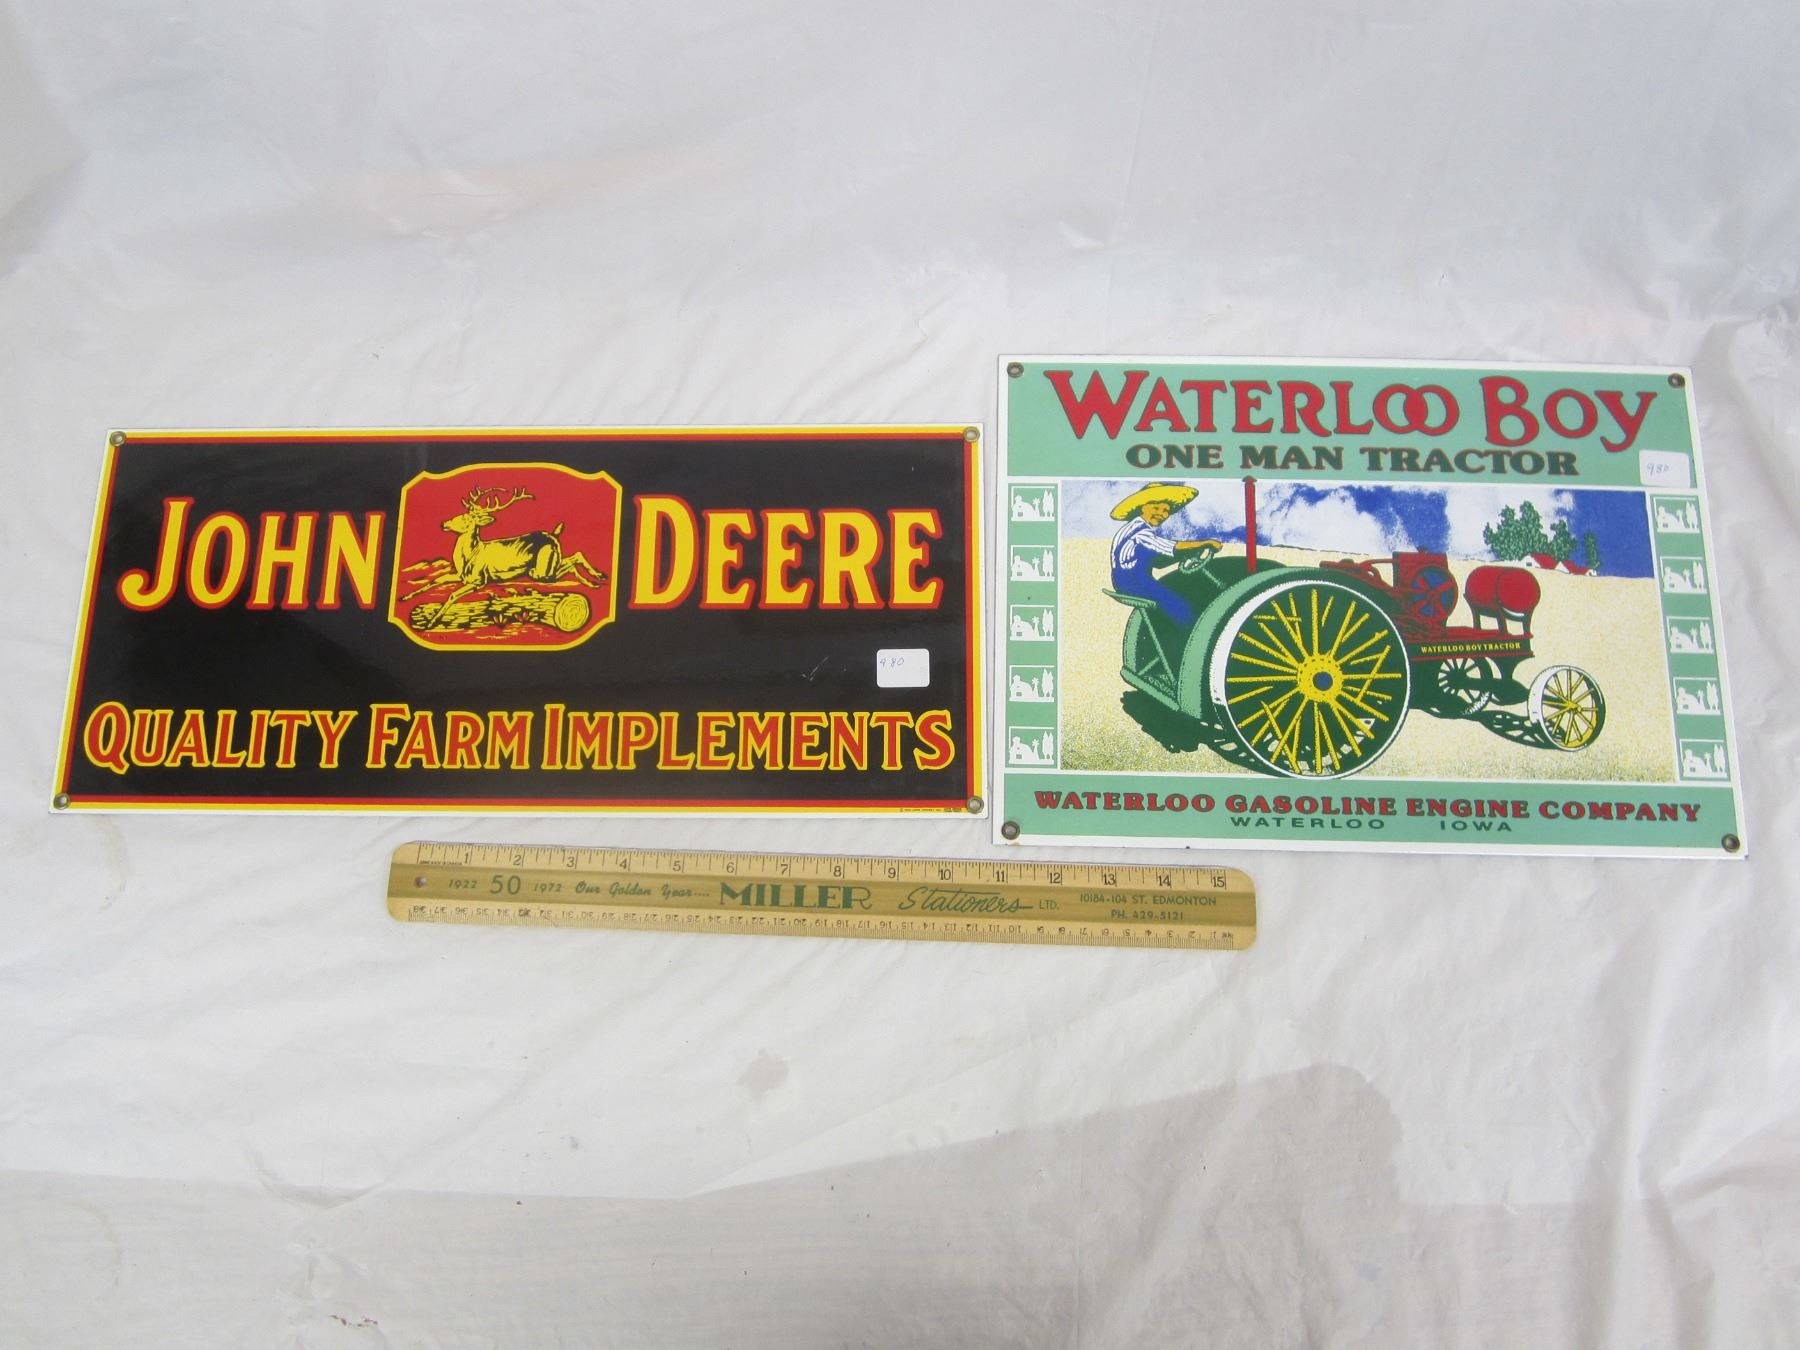 JOHN DEERE
980
QUALITY FARM IMPLEMENTS
WATERLOO BOY
ONE MAN TRACTOR
980
WATERLOO BOY TRACTOR
WATERLOO GASOLINE ENGINE COMPANY
WATERLOO IOWA
1 2 3 4 5 6 7 8 9 10 11 12 13 14 15
1922 50 1972 Our Golden Year.... MILLER Stationers LTD. 10184-104 ST. EDMONTON
PH. 429-5121